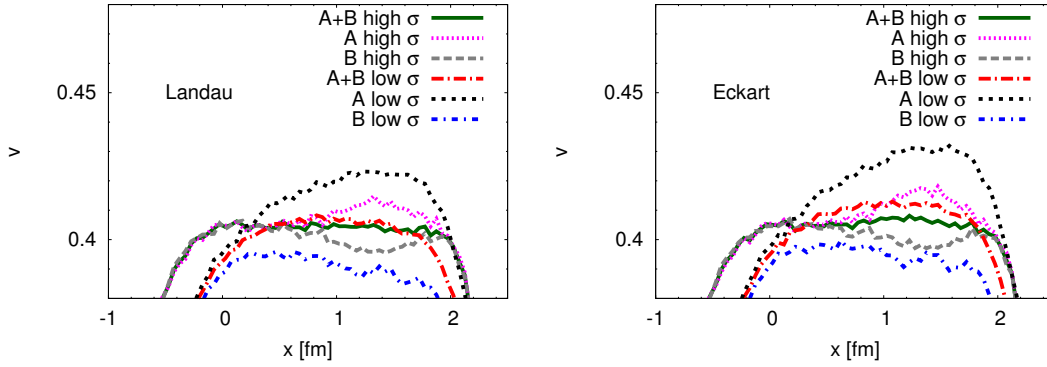 A+B high σ
A high σ
B high σ
A+B low σ
A low σ
B low σ
Landau
0.45
0.4
v
-1
0
1
2
x [fm]
A+B high σ
A high σ
B high σ
A+B low σ
A low σ
B low σ
Eckart
0.45
0.4
v
-1
0
1
2
x [fm]